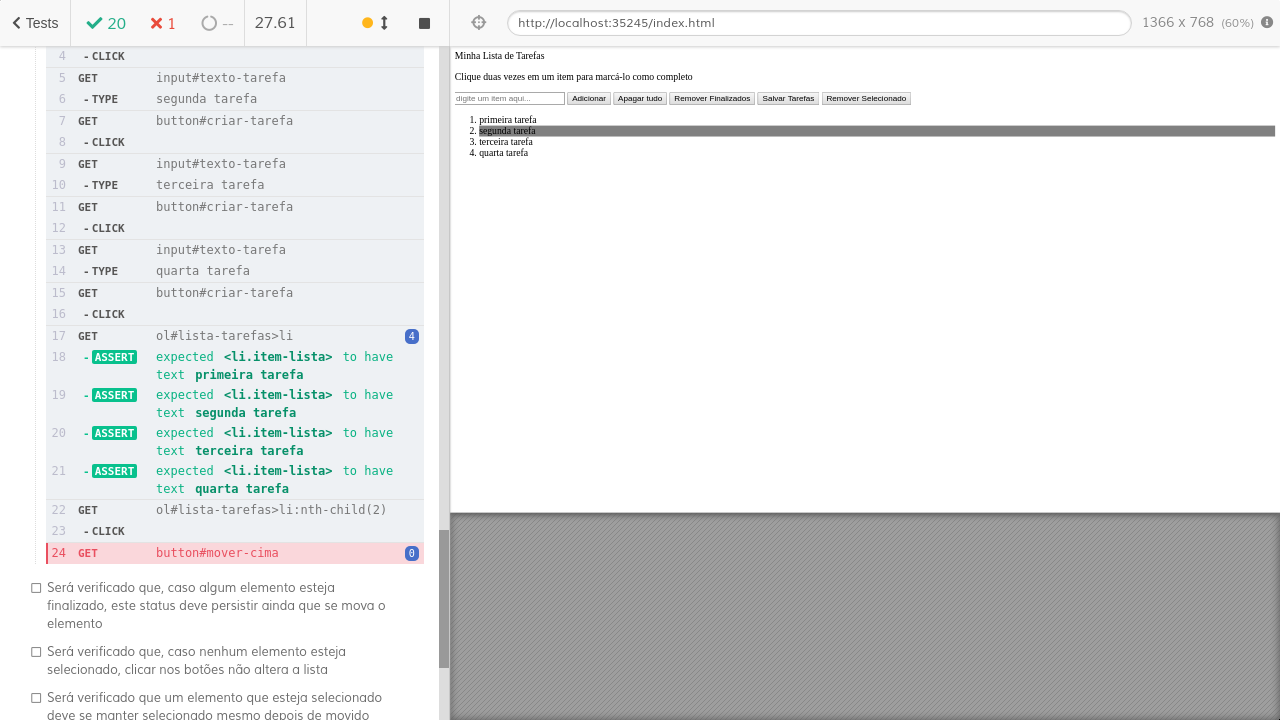 Tests 20 1 -- 27.61 http://localhost:35245/index.html 1366 x 768 (60%)
4 - CLICK
5 GET input#texto-tarefa
6 - TYPE segunda tarefa
7 GET button#criar-tarefa
8 - CLICK
9 GET input#texto-tarefa
10 - TYPE terceira tarefa
11 GET button#criar-tarefa
12 - CLICK
13 GET input#texto-tarefa
14 - TYPE quarta tarefa
15 GET button#criar-tarefa
16 - CLICK
17 GET ol#lista-tarefas>li 4
18 - ASSERT expected <li.item-lista> to have
text primeira tarefa
19 - ASSERT expected <li.item-lista> to have
text segunda tarefa
20 - ASSERT expected <li.item-lista> to have
text terceira tarefa
21 - ASSERT expected <li.item-lista> to have
text quarta tarefa
22 GET ol#lista-tarefas>li:nth-child(2)
23 - CLICK
24 GET button#mover-cima 0
Será verificado que, caso algum elemento esteja
finalizado, este status deve persistir ainda que se mova o
elemento
Será verificado que, caso nenhum elemento esteja
selecionado, clicar nos botões não altera a lista
Será verificado que um elemento que esteja selecionado
deve se manter selecionado mesmo depois de movido
Minha Lista de Tarefas
Clique duas vezes em um item para marcá-lo como completo
digite um item aqui... Adicionar Apagar tudo Remover Finalizados Salvar Tarefas Remover Selecionado
1. primeira tarefa
2. segunda tarefa
3. terceira tarefa
4. quarta tarefa